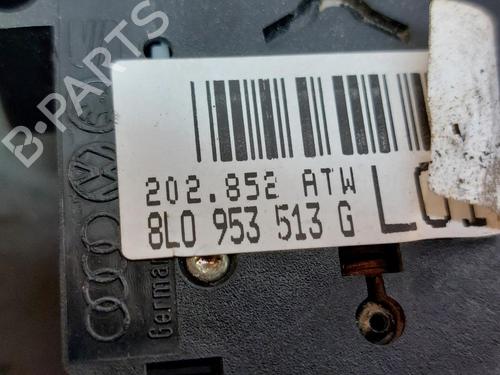 B-PARTS
202.852 ATW
8L0 953 513 G
German